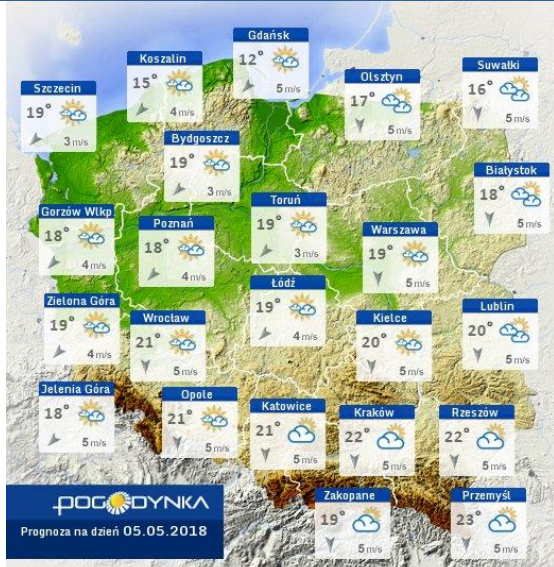 Gdańsk
12°
5 m/s
Koszalin
15°
4 m/s
Suwałki
16°
5 m/s
Olsztyn
17°
5 m/s
Szczecin
19°
3 m/s
Bydgoszcz
19°
3 m/s
Białystok
18°
5 m/s
Toruń
19°
3 m/s
Gorzów Wlkp
18°
4 m/s
Poznań
18°
4 m/s
Warszawa
19°
5 m/s
Łódź
19°
4 m/s
Zielona Góra
19°
4 m/s
Wrocław
21°
5 m/s
Kielce
20°
5 m/s
Lublin
20°
5 m/s
Jelenia Góra
18°
5 m/s
Opole
21°
5 m/s
Katowice
21°
5 m/s
Kraków
22°
5 m/s
Rzeszów
22°
5 m/s
Zakopane
19°
5 m/s
Przemyśl
23°
5 m/s
POGODYNKA
Prognoza na dzień 05.05.2018